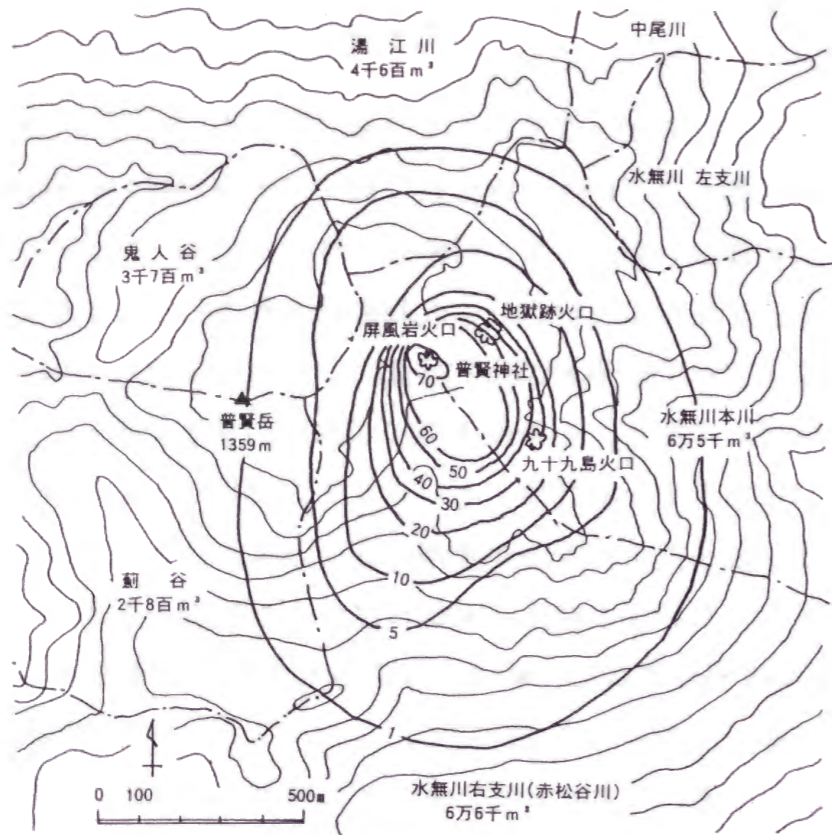 湯江川
4千6百m³
中尾川
水無川 左支川
鬼人谷
3千7百m³
地獄跡火口
屏風岩火口
普賢神社
70
普賢岳
1359m
水無川本川
6万5千m³
60
50
九十九島火口
40
30
20
10
薊谷
2千8百m³
5
1
0 100 500m
水無川右支川(赤松谷川)
6万6千m³